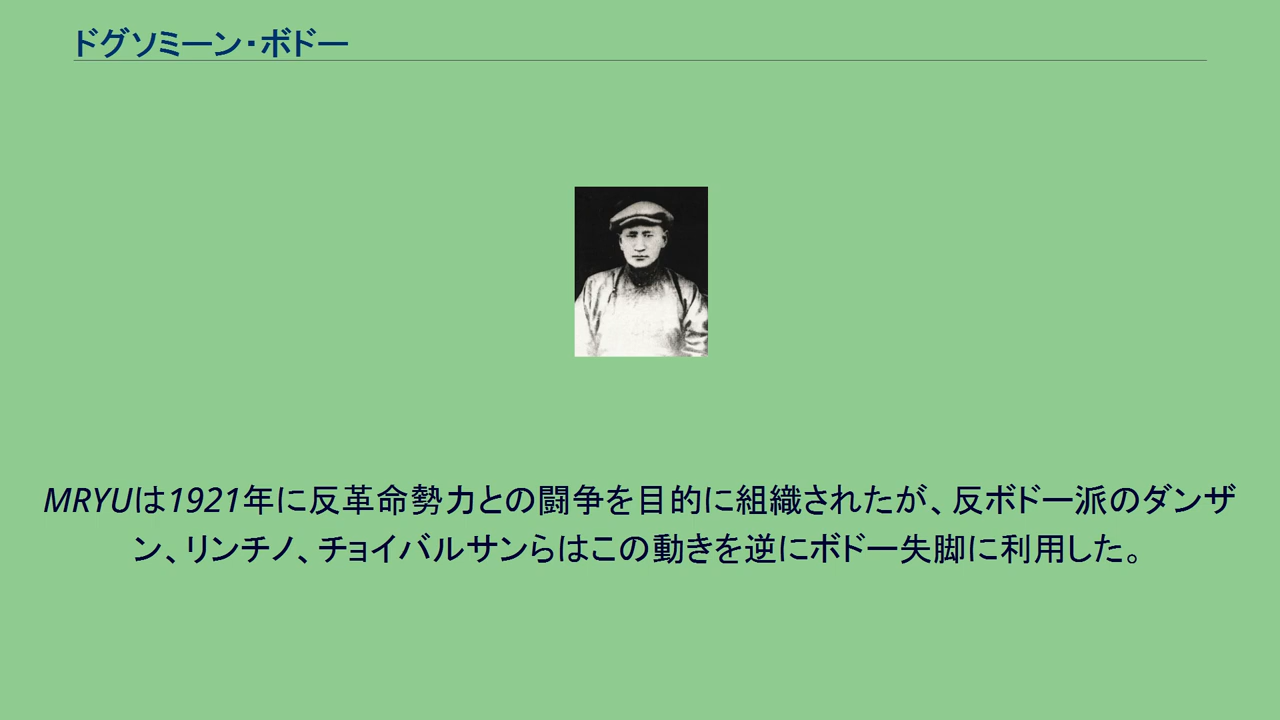 ドグソミーン・ボドー
MRYUは1921年に反革命勢力との闘争を目的に組織されたが、反ボドー派のダンザ
ン、リンチノ、チョイバルサンらはこの動きを逆にボドー失脚に利用した。